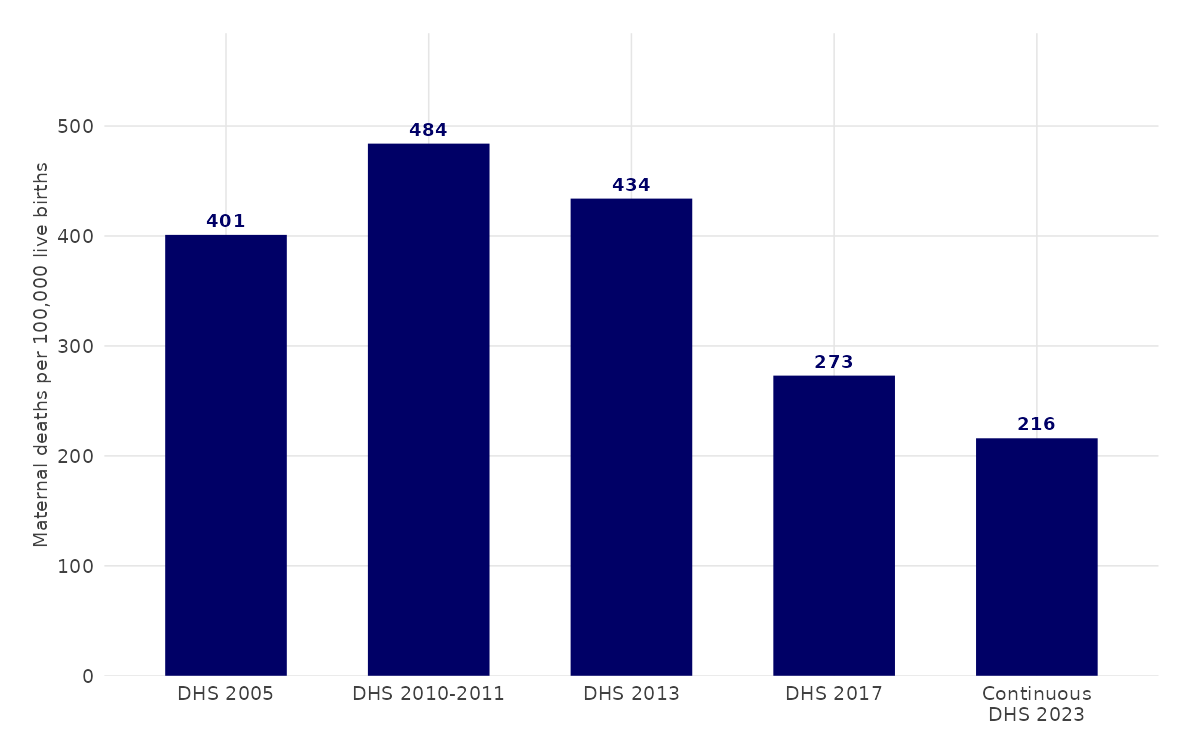 Maternal deaths per 100,000 live births
500
400
300
200
100
0
401
484
434
273
216
DHS 2005
DHS 2010-2011
DHS 2013
DHS 2017
Continuous
DHS 2023